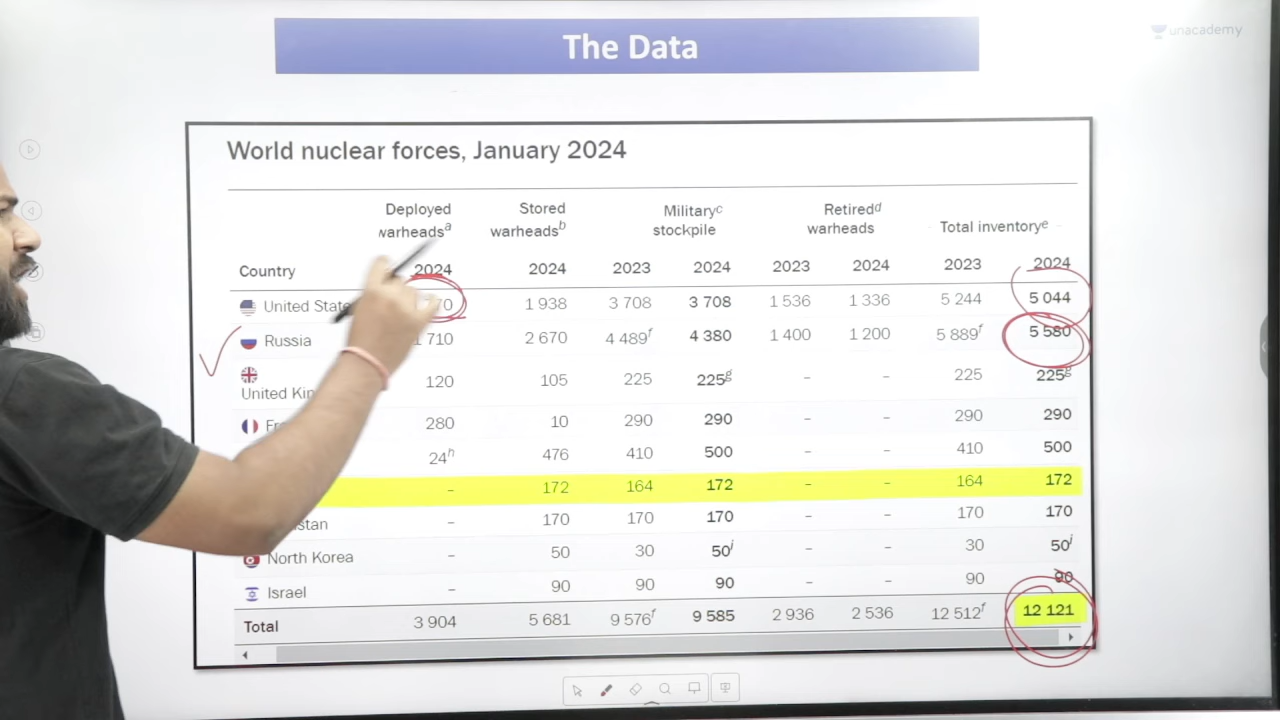 The Data
unacademy
World nuclear forces, January 2024
Deployed Stored Military^c Retired^d Total inventory^e
warheads^a warheads^b stockpile warheads
Country 2024 2024 2023 2024 2023 2024 2023 2024
United State 1 938 3 708 3 708 1 536 1 336 5 244 5 044
Russia 1 710 2 670 4 489^f 4 380 1 400 1 200 5 889^f 5 580
United Kin 120 105 225 225^g – – 225 225^g
Fr 280 10 290 290 – – 290 290
24^h 476 410 500 – – 410 500
– 172 164 172 – – 164 172
istan – 170 170 170 – – 170 170
North Korea – 50 30 50^i – – 30 50^i
Israel – 90 90 90 – – 90 90
Total 3 904 5 681 9 576^f 9 585 2 936 2 536 12 512^f 12 121